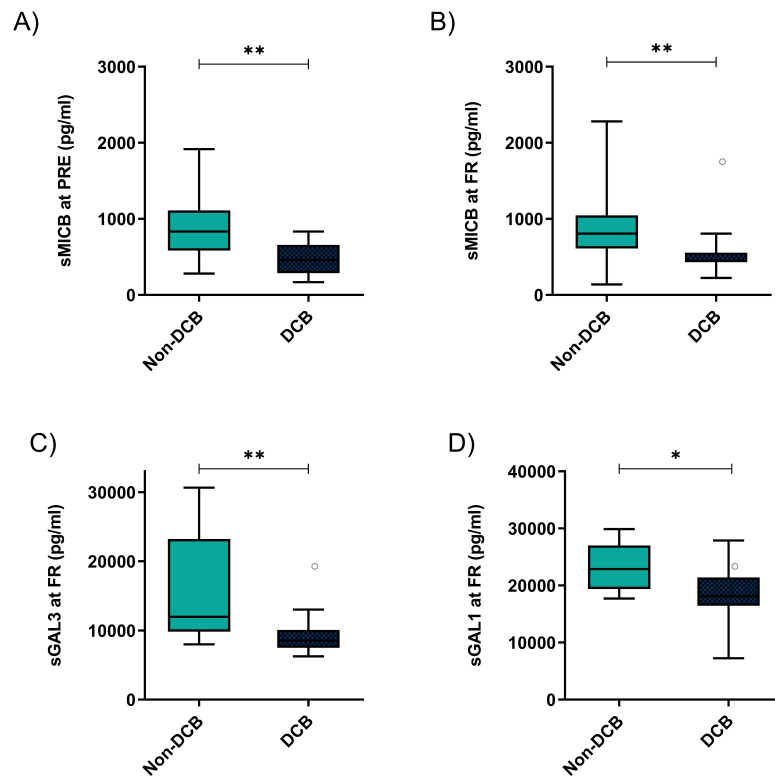 A)
**
sMICB at PRE (pg/ml)
3000
2000
1000
0
Non-DCB
DCB
B)
**
sMICB at FR (pg/ml)
3000
2000
1000
0
Non-DCB
DCB
C)
**
sGAL3 at FR (pg/ml)
30000
20000
10000
0
Non-DCB
DCB
D)
*
sGAL1 at FR (pg/ml)
40000
30000
20000
10000
0
Non-DCB
DCB